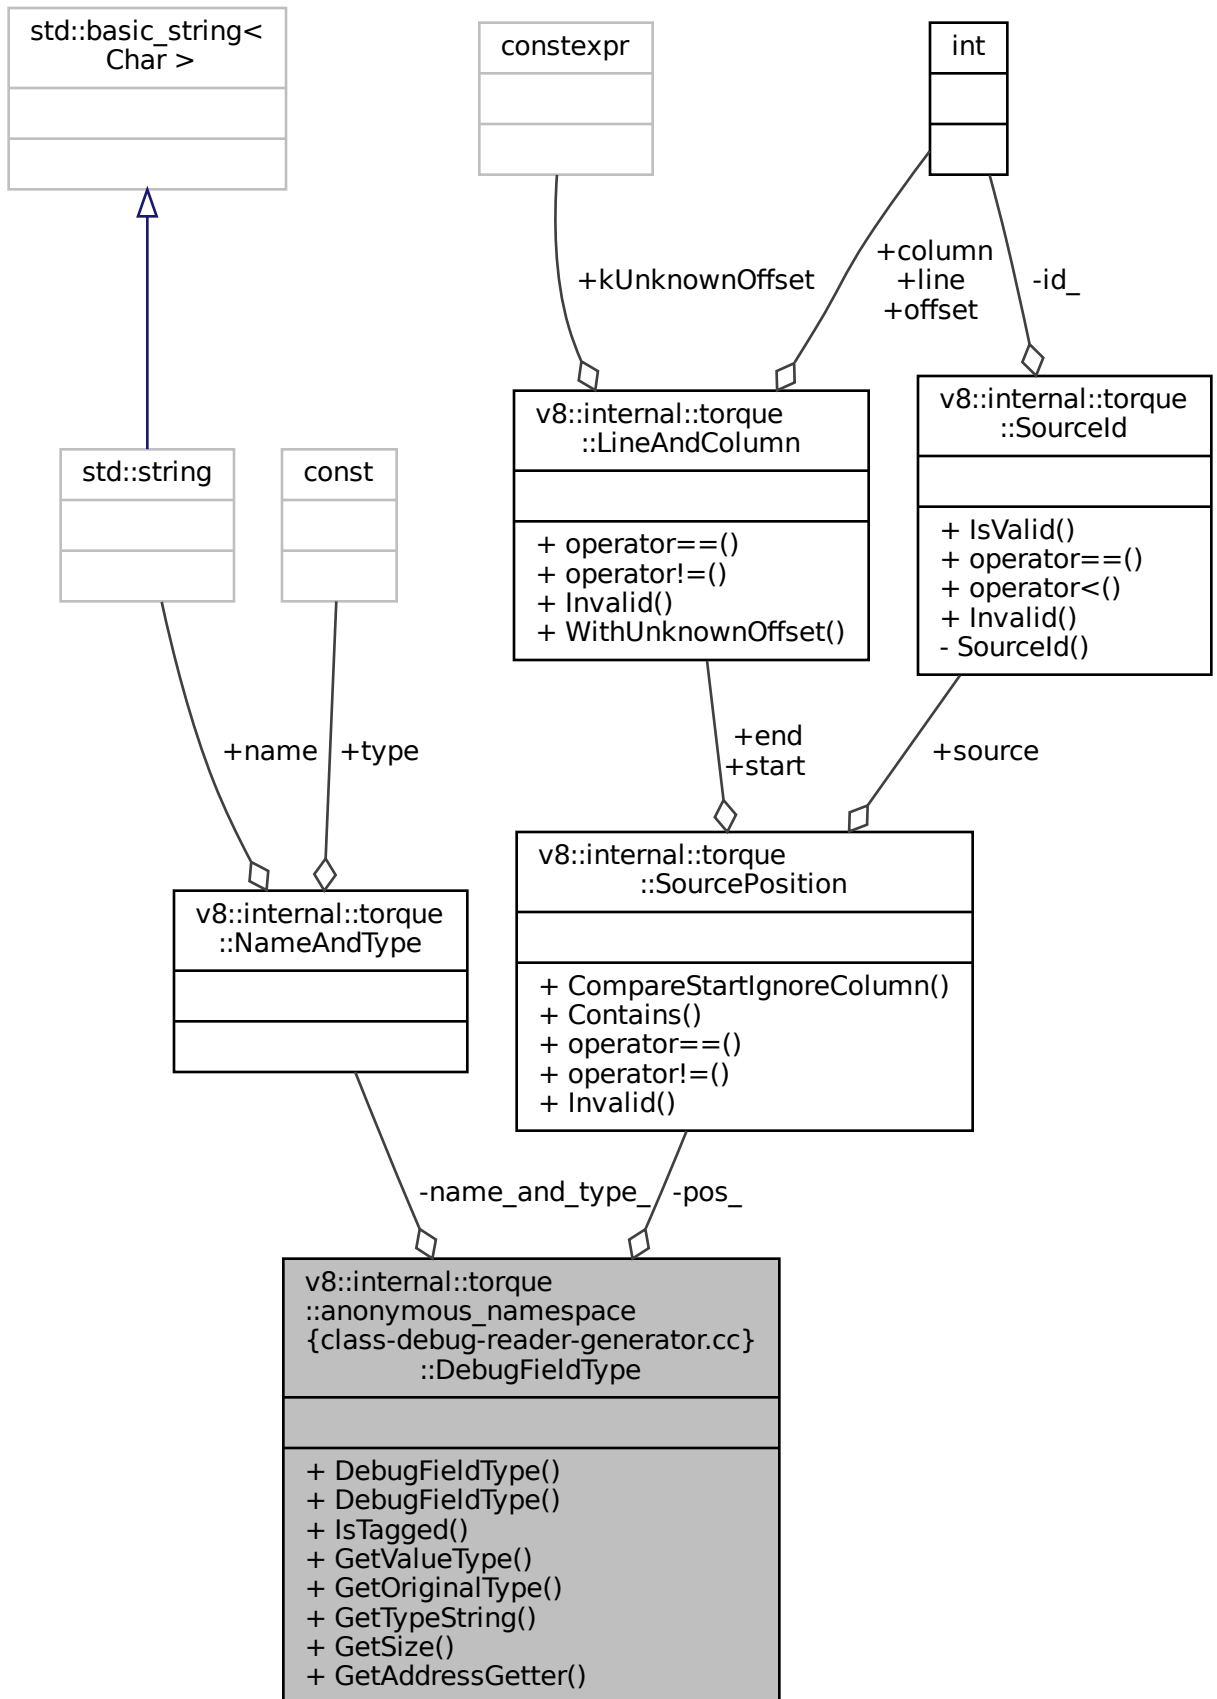 std::basic_string<
Char >
constexpr
int
+kUnknownOffset
+column
+line
+offset
-id_
v8::internal::torque
::LineAndColumn
+ operator==()
+ operator!=()
+ Invalid()
+ WithUnknownOffset()
v8::internal::torque
::SourceId
+ IsValid()
+ operator==()
+ operator<()
+ Invalid()
- SourceId()
std::string
const
+name
+type
+end
+start
+source
v8::internal::torque
::NameAndType
v8::internal::torque
::SourcePosition
+ CompareStartIgnoreColumn()
+ Contains()
+ operator==()
+ operator!=()
+ Invalid()
-name_and_type_
-pos_
v8::internal::torque
::anonymous_namespace
{class-debug-reader-generator.cc}
::DebugFieldType
+ DebugFieldType()
+ DebugFieldType()
+ IsTagged()
+ GetValueType()
+ GetOriginalType()
+ GetTypeString()
+ GetSize()
+ GetAddressGetter()